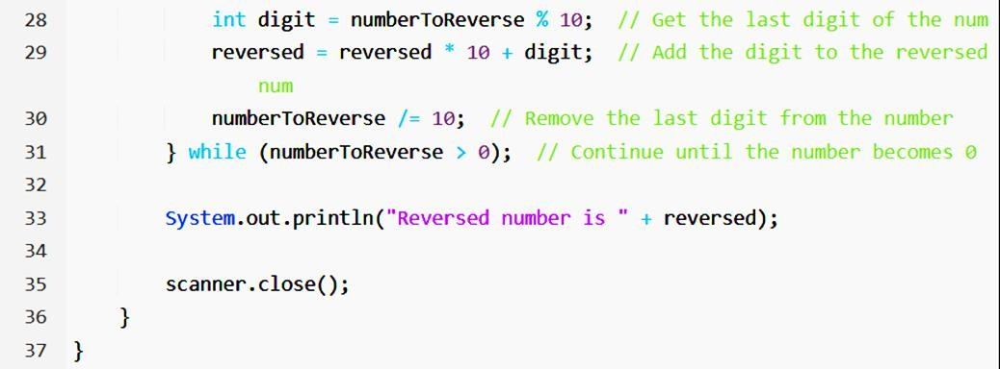 28 int digit = numberToReverse % 10; // Get the last digit of the num
29 reversed = reversed * 10 + digit; // Add the digit to the reversed
num
30 numberToReverse /= 10; // Remove the last digit from the number
31 } while (numberToReverse > 0); // Continue until the number becomes 0
32
33 System.out.println("Reversed number is " + reversed);
34
35 scanner.close();
36 }
37 }